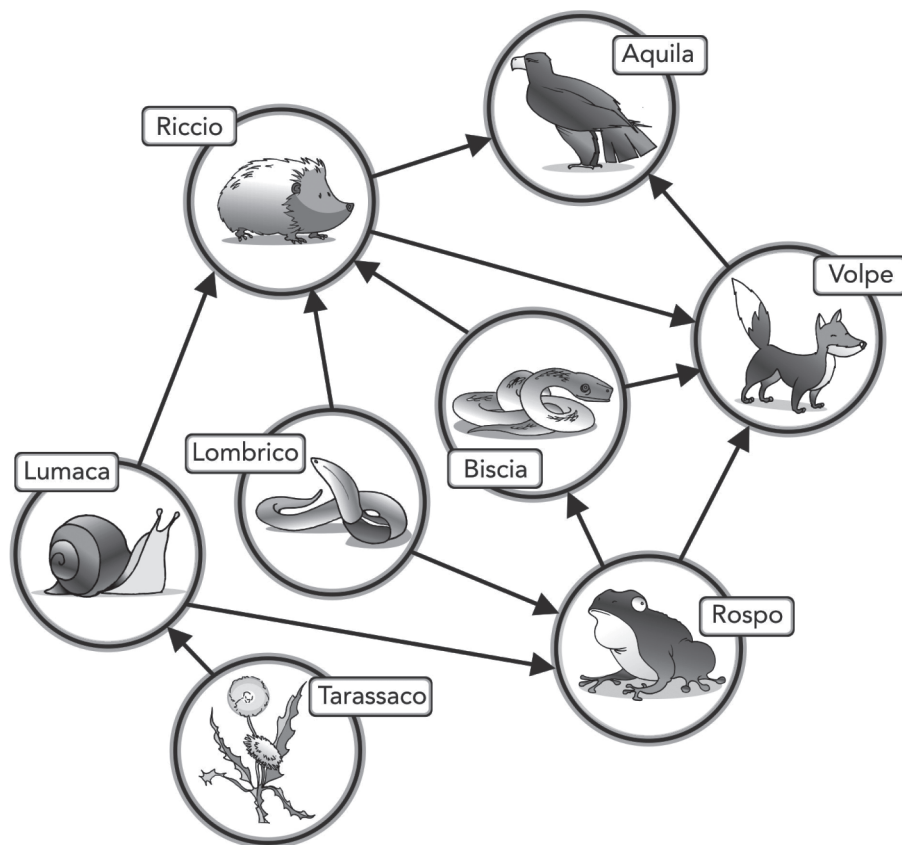 Aquila
Riccio
Volpe
Lombrico
Lumaca
Biscia
Rospo
Tarassaco